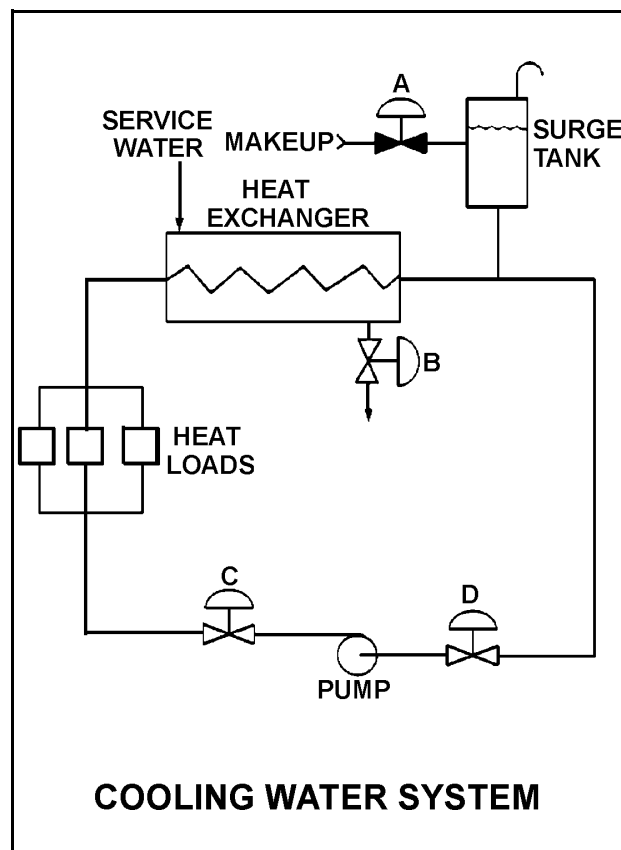 A
SERVICE
WATER
MAKEUP
SURGE
TANK
HEAT
EXCHANGER
B
HEAT
LOADS
C
D
PUMP
COOLING WATER SYSTEM